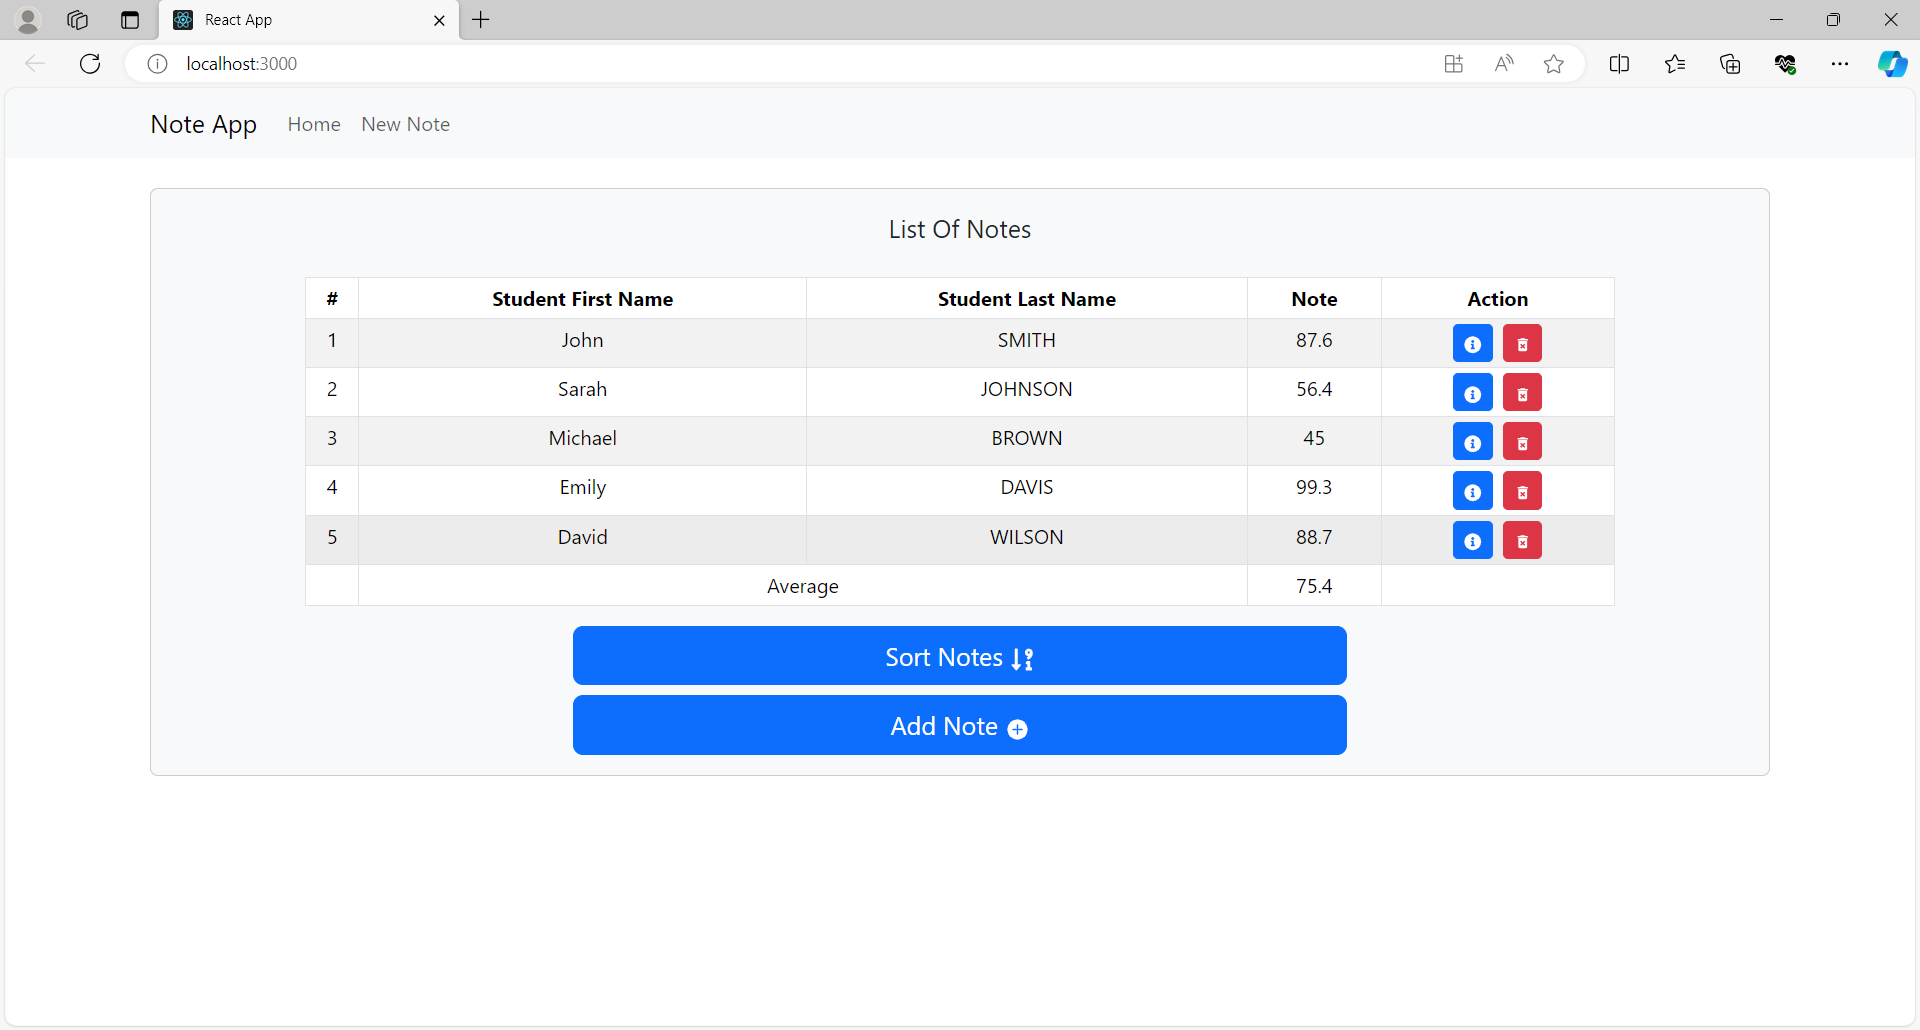 React App
localhost:3000
Note App Home New Note
List Of Notes
# Student First Name Student Last Name Note Action
1 John SMITH 87.6
2 Sarah JOHNSON 56.4
3 Michael BROWN 45
4 Emily DAVIS 99.3
5 David WILSON 88.7
Average 75.4
Sort Notes
Add Note